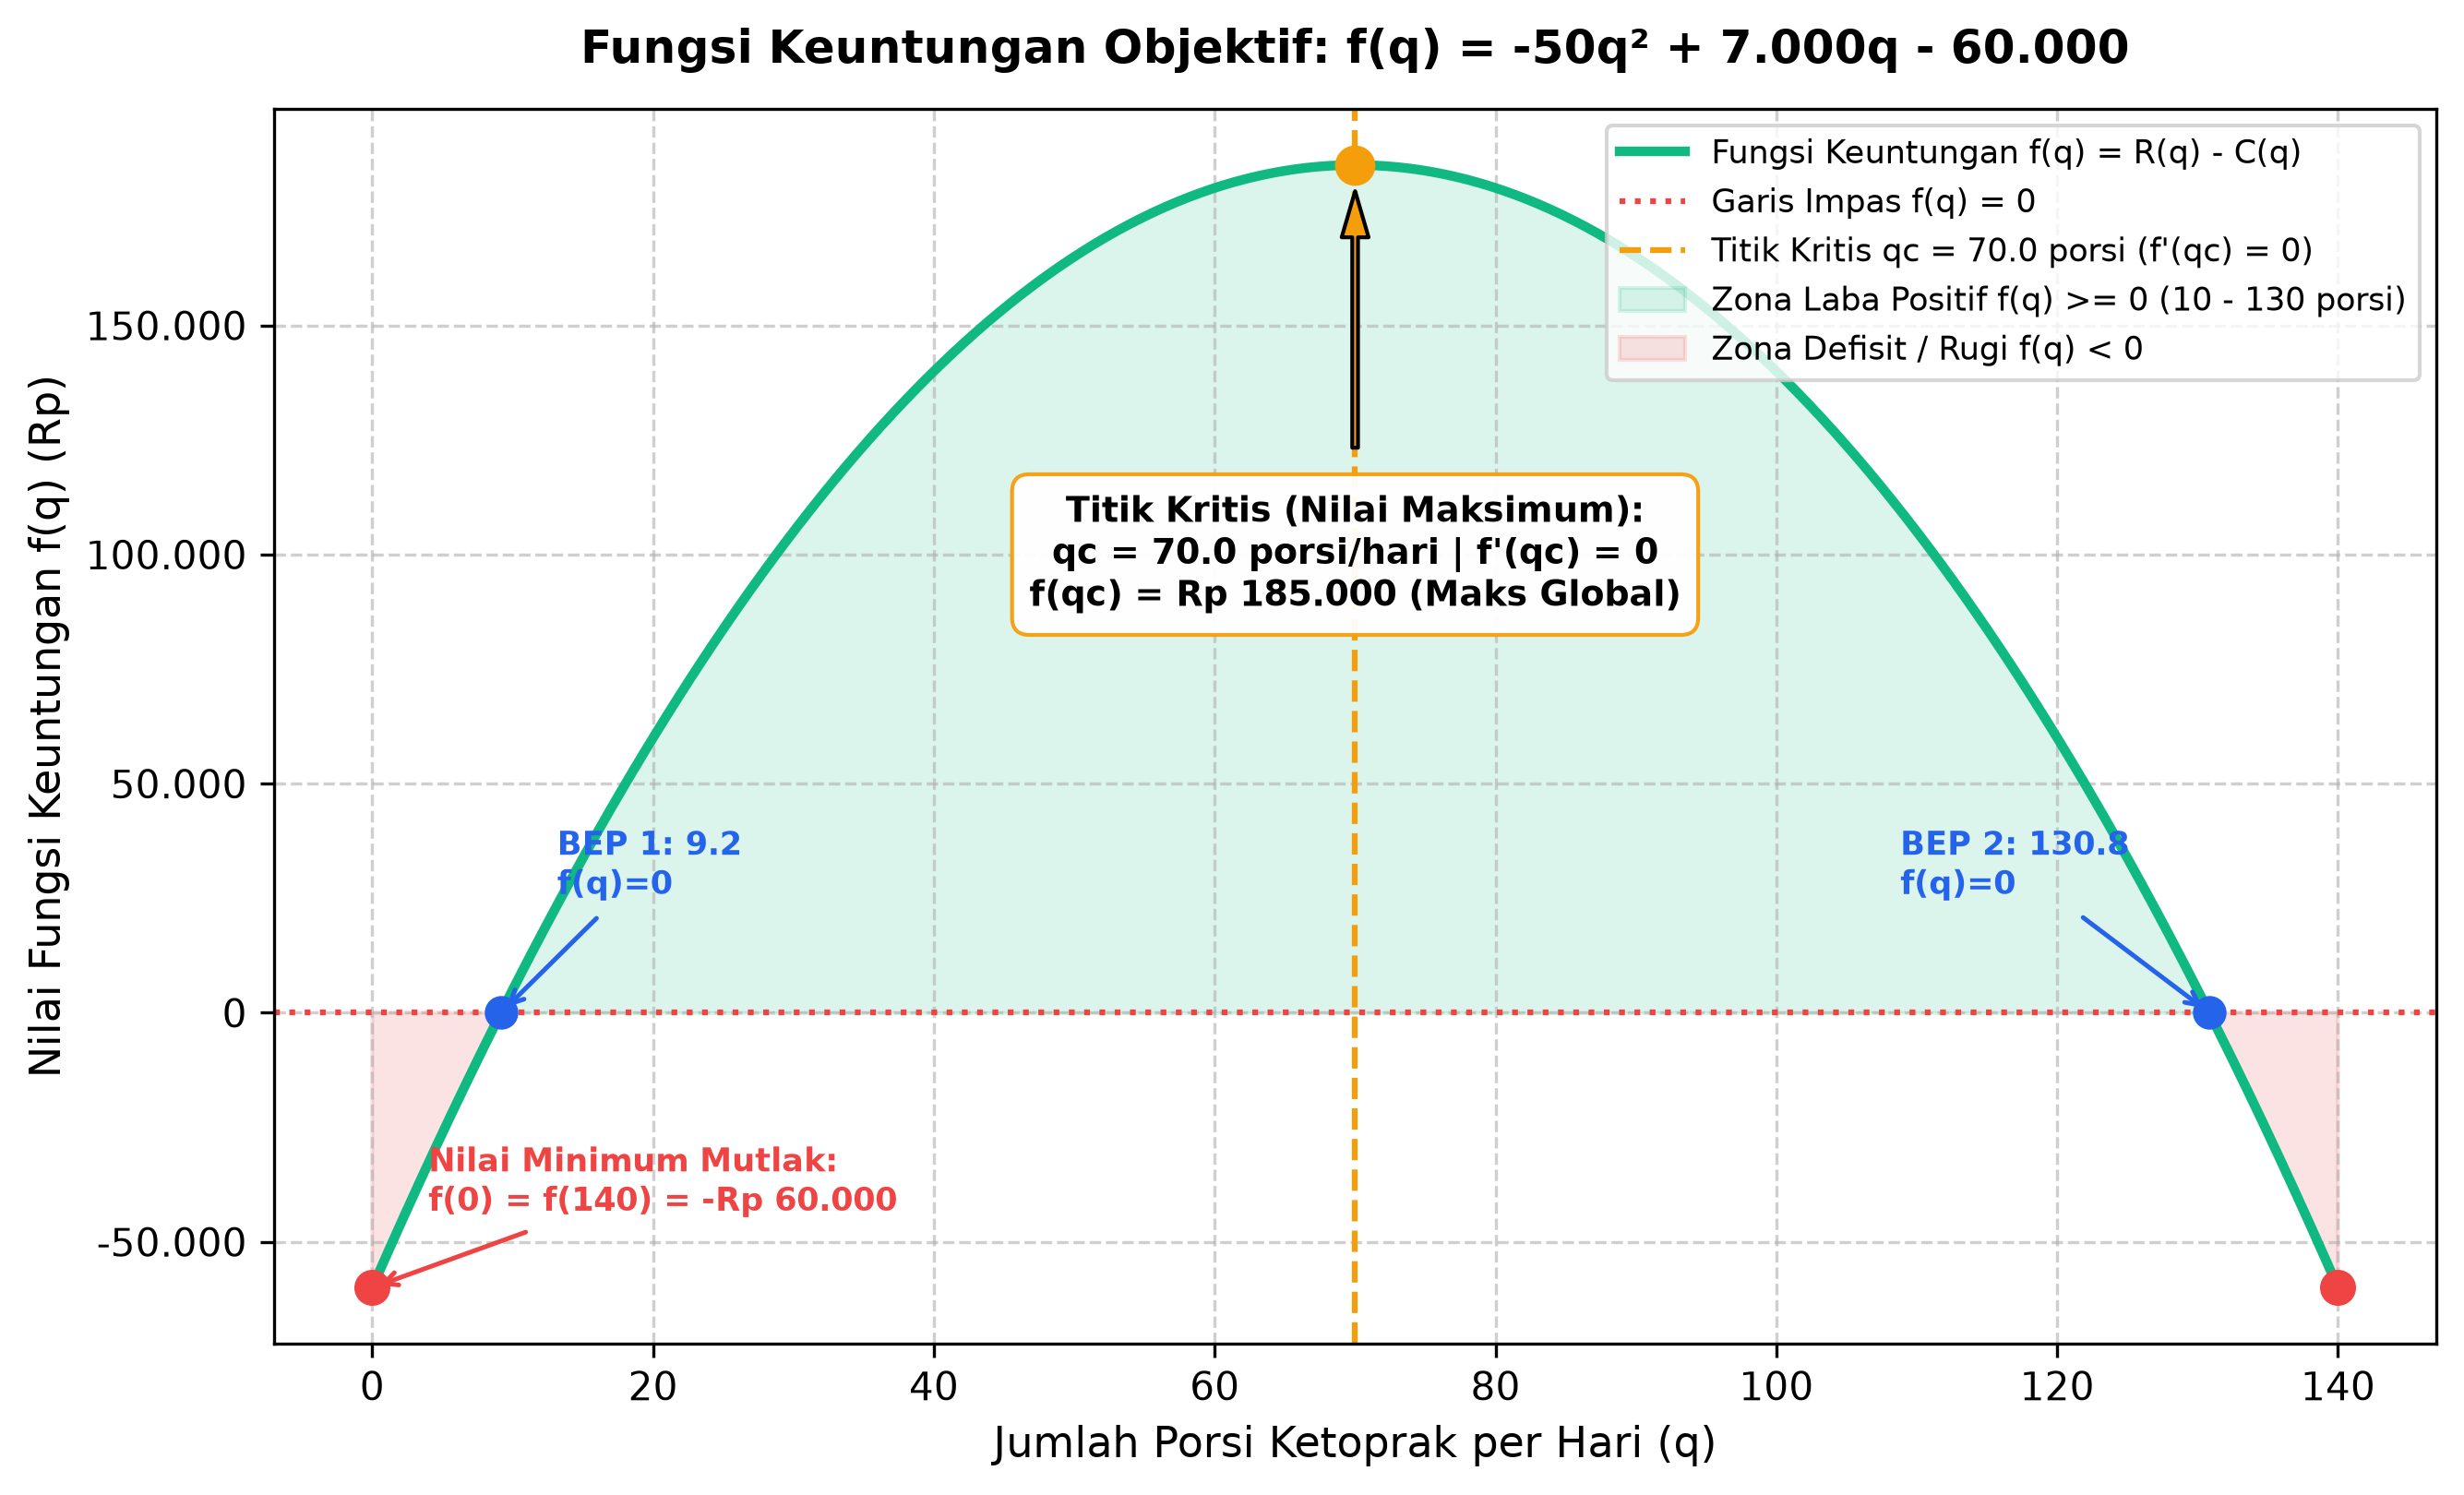 Fungsi Keuntungan Objektif: f(q) = -50q² + 7.000q - 60.000
Fungsi Keuntungan f(q) = R(q) - C(q)
Garis Impas f(q) = 0
Titik Kritis qc = 70.0 porsi (f'(qc) = 0)
Zona Laba Positif f(q) >= 0 (10 - 130 porsi)
Zona Defisit / Rugi f(q) < 0
Nilai Fungsi Keuntungan f(q) (Rp)
150.000
100.000
50.000
0
-50.000
Titik Kritis (Nilai Maksimum):
qc = 70.0 porsi/hari | f'(qc) = 0
f(qc) = Rp 185.000 (Maks Global)
BEP 1: 9.2
f(q)=0
BEP 2: 130.8
f(q)=0
Nilai Minimum Mutlak:
f(0) = f(140) = -Rp 60.000
0 20 40 60 80 100 120 140
Jumlah Porsi Ketoprak per Hari (q)